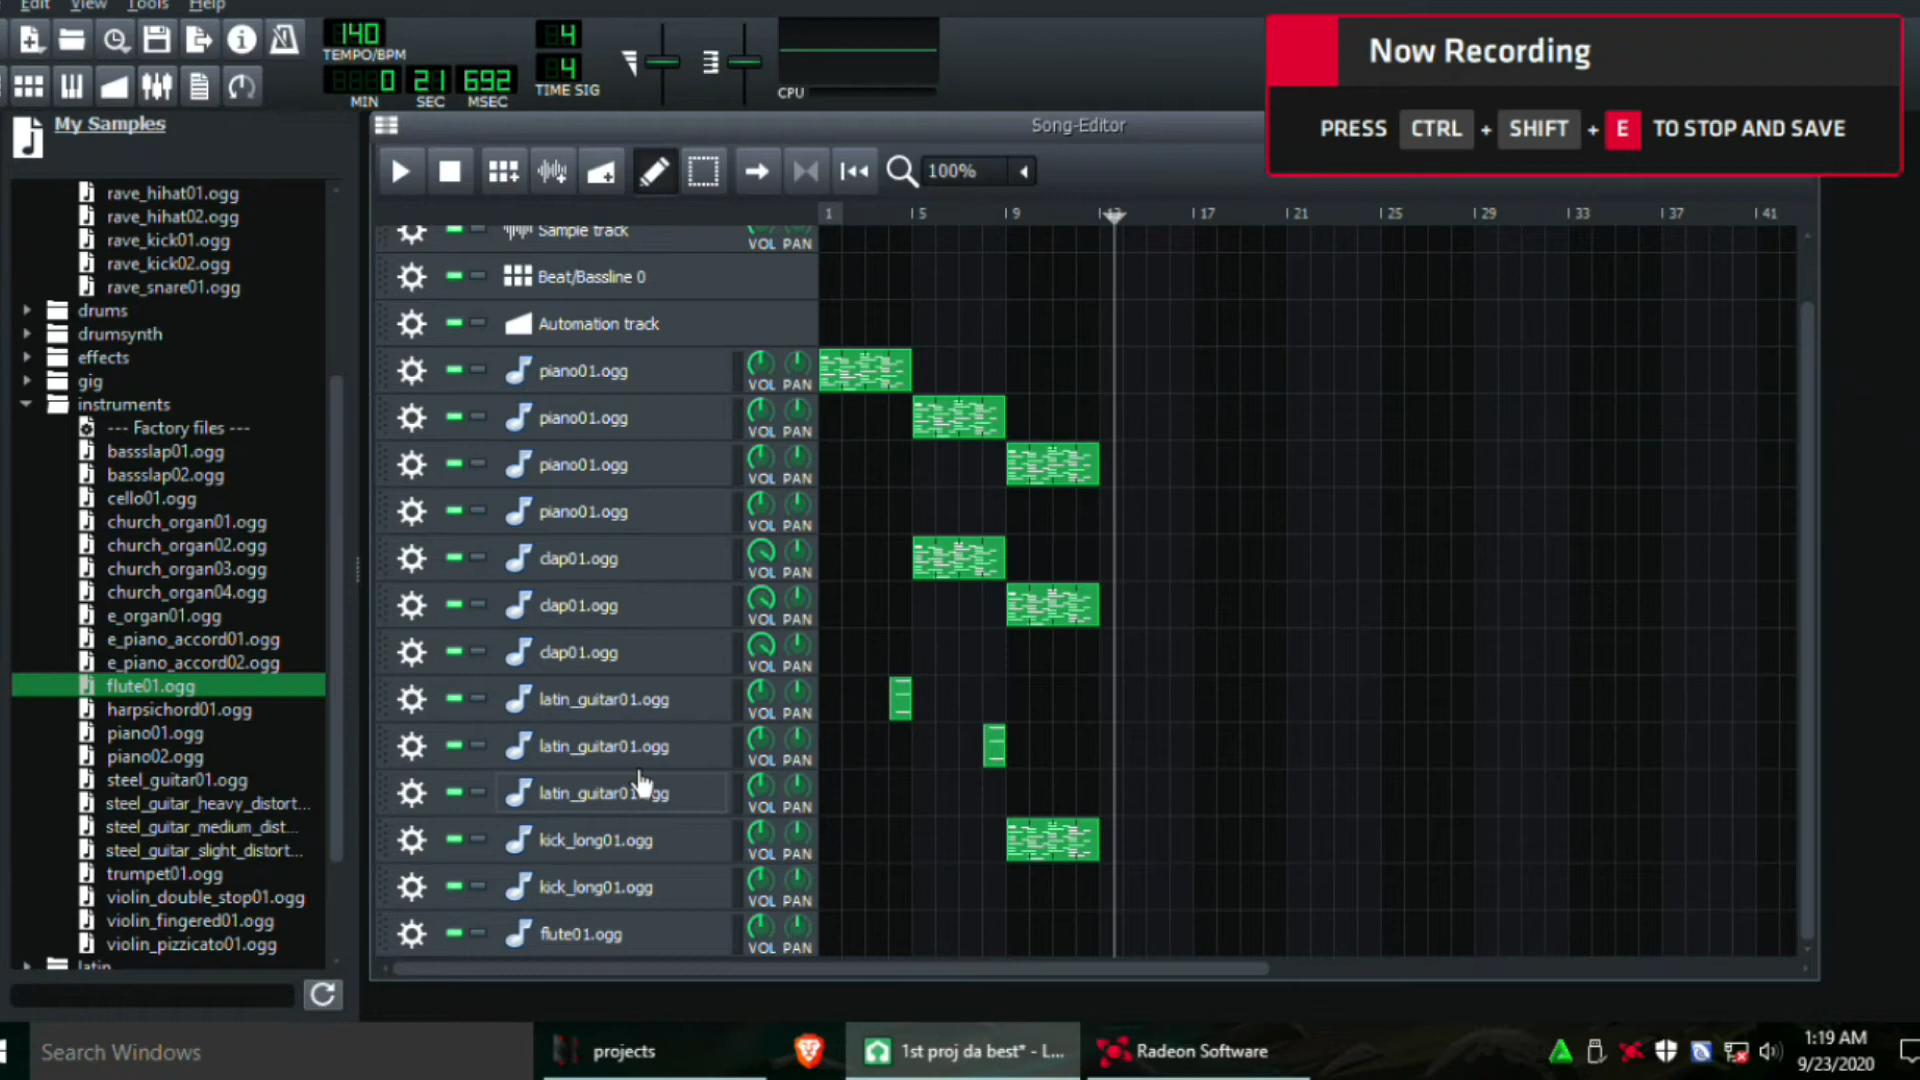 Edit View Tools Help
140
TEMPO/BPM
0 21 692
MIN SEC MSEC
4
4
TIME SIG
CPU
Now Recording
PRESS CTRL + SHIFT + E TO STOP AND SAVE
My Samples
rave_hihat01.ogg
rave_hihat02.ogg
rave_kick01.ogg
rave_kick02.ogg
rave_snare01.ogg
drums
drumsynth
effects
gig
instruments
--- Factory files ---
bassslap01.ogg
bassslap02.ogg
cello01.ogg
church_organ01.ogg
church_organ02.ogg
church_organ03.ogg
church_organ04.ogg
e_organ01.ogg
e_piano_accord01.ogg
e_piano_accord02.ogg
flute01.ogg
harpsichord01.ogg
piano01.ogg
piano02.ogg
steel_guitar01.ogg
steel_guitar_heavy_distort...
steel_guitar_medium_dist...
steel_guitar_slight_distort...
trumpet01.ogg
violin_double_stop01.ogg
violin_fingered01.ogg
violin_pizzicato01.ogg
latin
Song-Editor
100%
1 5 9 13 17 21 25 29 33 37 41
Sample track VOL PAN
Beat/Bassline 0
Automation track
piano01.ogg VOL PAN
piano01.ogg VOL PAN
piano01.ogg VOL PAN
piano01.ogg VOL PAN
clap01.ogg VOL PAN
clap01.ogg VOL PAN
clap01.ogg VOL PAN
latin_guitar01.ogg VOL PAN
latin_guitar01.ogg VOL PAN
latin_guitar01.ogg VOL PAN
kick_long01.ogg VOL PAN
kick_long01.ogg VOL PAN
flute01.ogg VOL PAN
Search Windows
projects
1st proj da best* - L...
Radeon Software
1:19 AM
9/23/2020